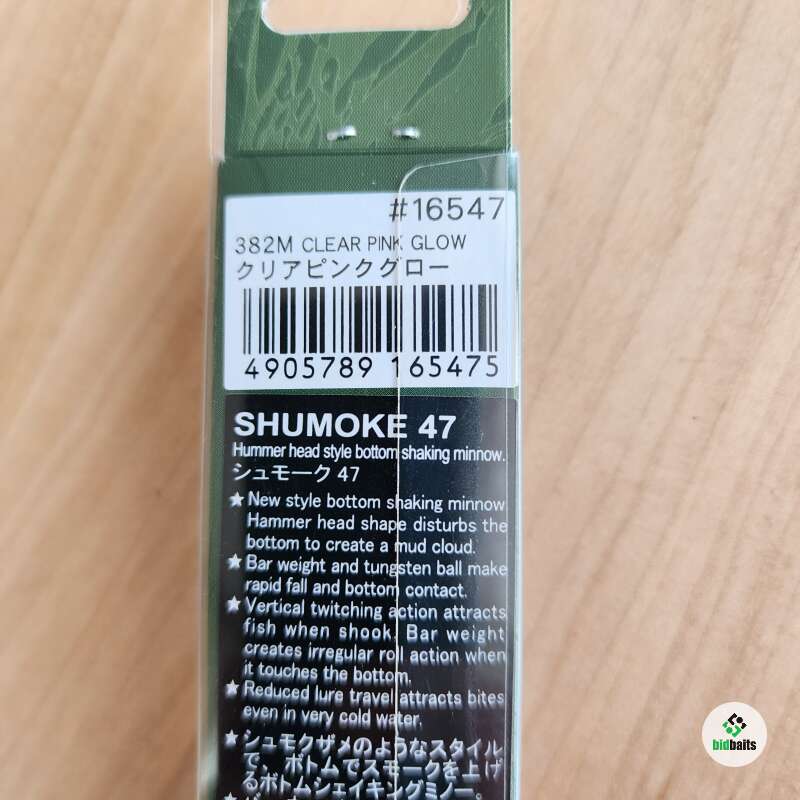 #16547
382M CLEAR PINK GLOW
クリアピンクグロー
4905789 165475
SHUMOKE 47
Hummer head style bottom shaking minnow.
シュモーク 47
★New style bottom shaking minnow.
Hammer head shape disturbs the
bottom to create a mud cloud.
★Bar weight and tungsten ball make
rapid fall and bottom contact.
★Vertical twitching action attracts
fish when shook. Bar weight
creates irregular roll action when
it touches the bottom.
★Reduced lure travel attracts bites
even in very cold water.
★シュモクザメのようなスタイル
で、ボトムでスモークを上げ
るボトムシェイキングミノー。
bidbaits